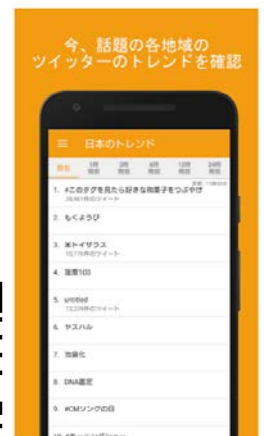 今、話題の各地域の
ツイッターのトレンドを確認
日本のトレンド
現在 1時間前 3時間前 6時間前 12時間前 24時間前
1. #このタグを見たら好きな和菓子をつぶやけ
2. もくようび
3. 米トイザラス
4. 湿度100
5. untitled
6. ヤスハル
7. 地蔵化
8. DNA鑑定
9. #CMソングの日